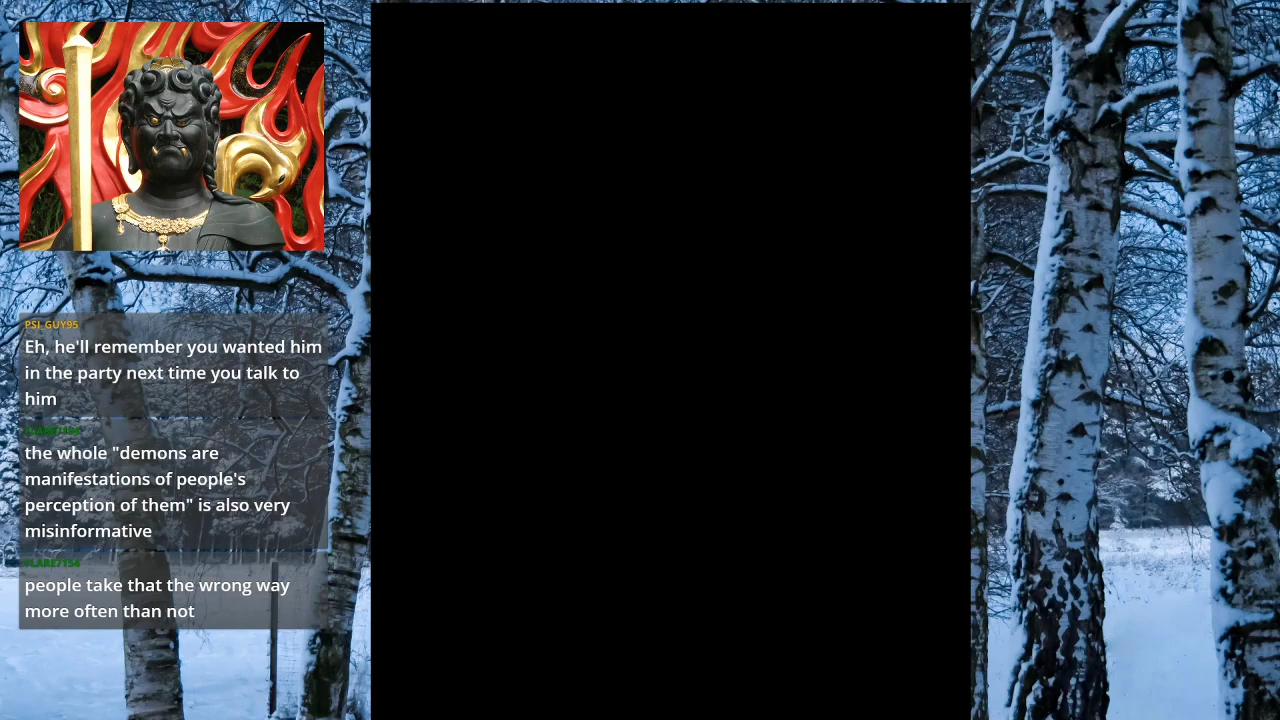 PSI_GUY95
Eh, he'll remember you wanted him
in the party next time you talk to
him
FLARE7154
the whole "demons are
manifestations of people's
perception of them" is also very
misinformative
FLARE7154
people take that the wrong way
more often than not